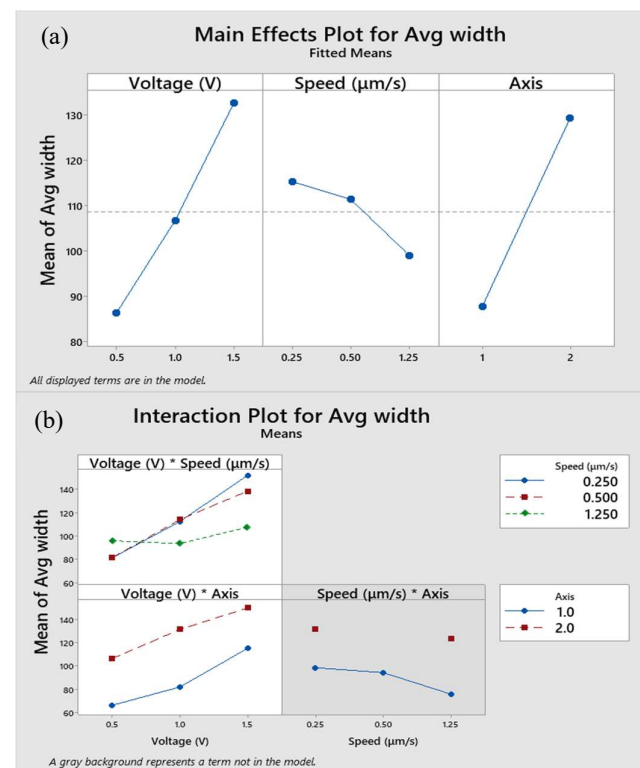 (a)
Main Effects Plot for Avg width
Fitted Means
Voltage (V) Speed (µm/s) Axis
Mean of Avg width
130
120
110
100
90
80
0.5 1.0 1.5 0.25 0.50 1.25 1 2
All displayed terms are in the model.
(b)
Interaction Plot for Avg width
Means
Voltage (V) * Speed (µm/s)
Mean of Avg width
140
120
100
80
60
Speed (µm/s)
0.250
0.500
1.250
Voltage (V) * Axis Speed (µm/s) * Axis
140
120
100
80
60
Axis
1.0
2.0
0.5 1.0 1.5 0.25 0.50 1.25
Voltage (V) Speed (µm/s)
A gray background represents a term not in the model.